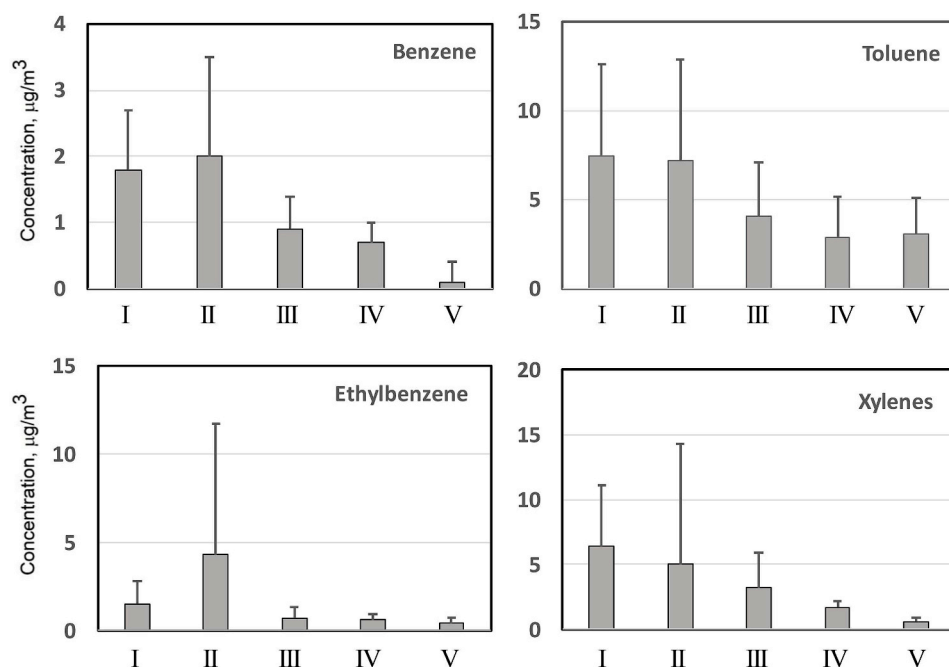 Benzene
Concentration, μg/m³
4
3
2
1
0
I II III IV V
Toluene
15
10
5
0
I II III IV V
Ethylbenzene
Concentration, μg/m³
15
10
5
0
I II III IV V
Xylenes
20
15
10
5
0
I II III IV V